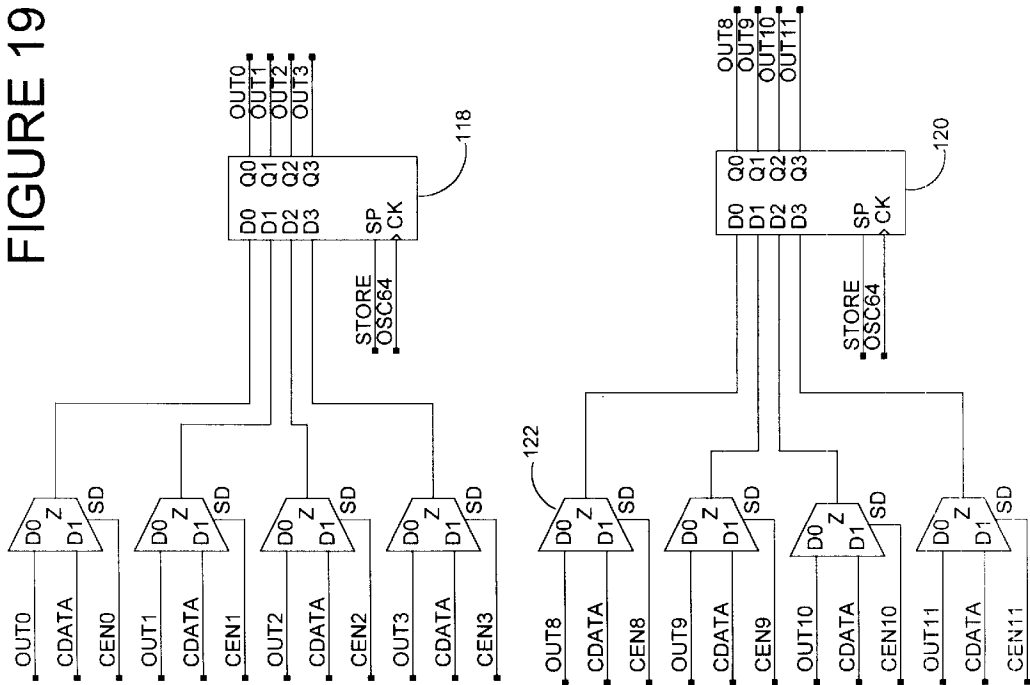 FIGURE 19
OUT0
CDATA
CEN0
D0
D1
Z
SD
OUT1
CDATA
CEN1
D0
D1
Z
SD
OUT2
CDATA
CEN2
D0
D1
Z
SD
OUT3
CDATA
CEN3
D0
D1
Z
SD
STORE
OSC64
D0
D1
D2
D3
SP
CK
Q0
Q1
Q2
Q3
OUT0
OUT1
OUT2
OUT3
118
OUT8
CDATA
CEN8
D0
D1
Z
SD
122
OUT9
CDATA
CEN9
D0
D1
Z
SD
OUT10
CDATA
CEN10
D0
D1
Z
SD
OUT11
CDATA
CEN11
D0
D1
Z
SD
STORE
OSC64
D0
D1
D2
D3
SP
CK
Q0
Q1
Q2
Q3
OUT8
OUT9
OUT10
OUT11
120